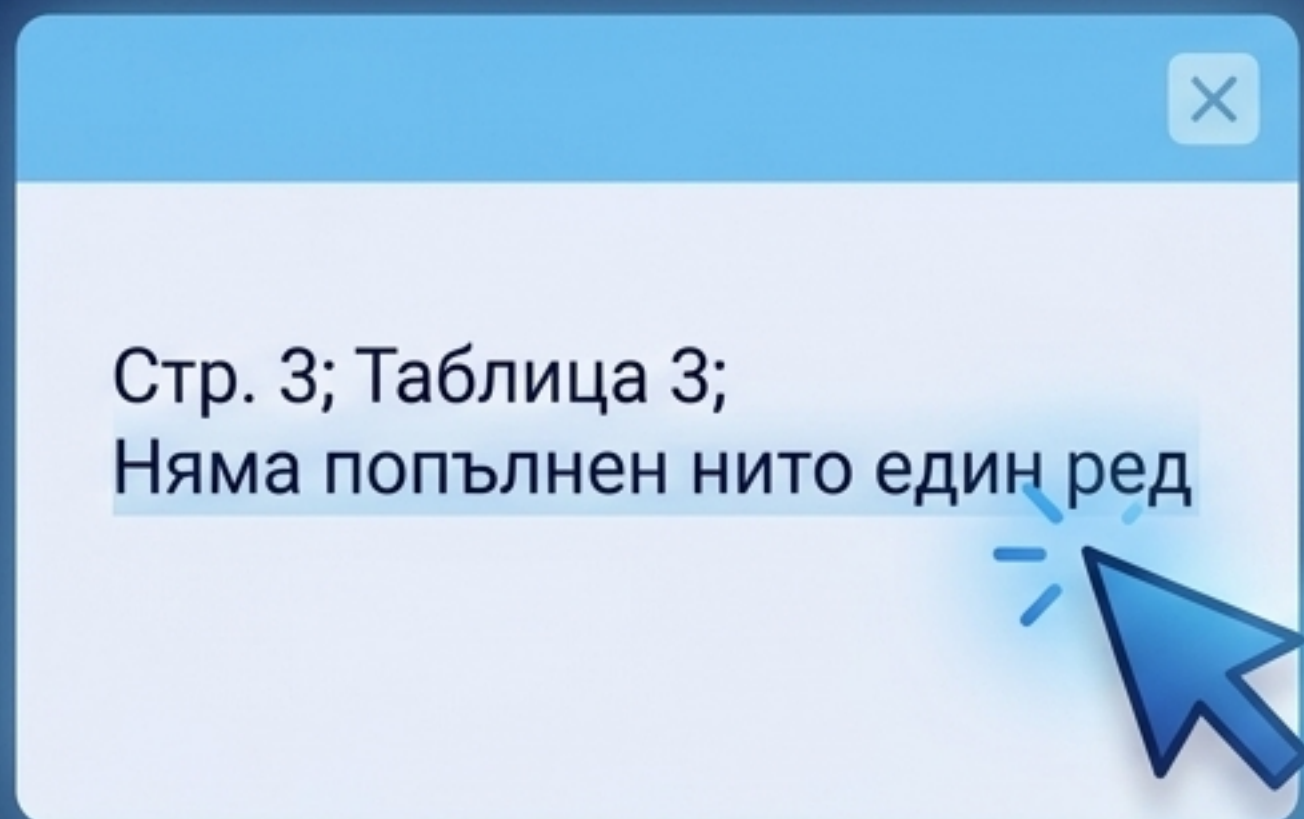 Стр. 3; Таблица 3;
Няма попълнен нито един ред